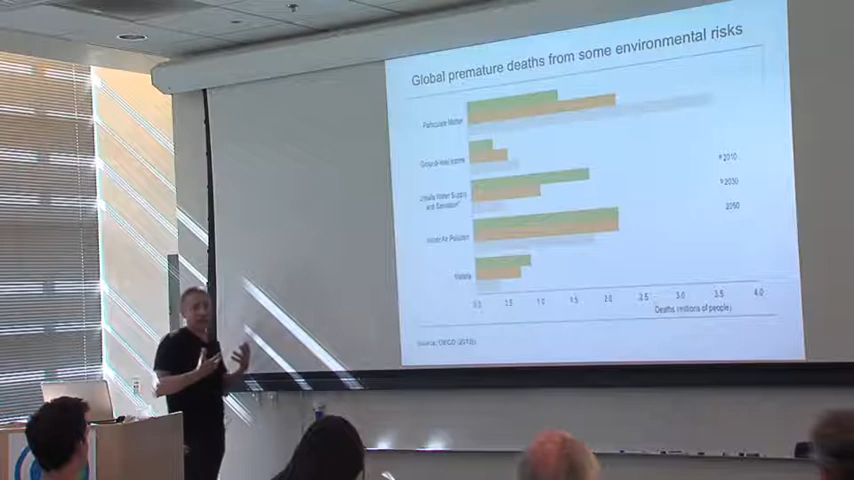 Global premature deaths from some environmental risks
Particulate Matter
Ground-level ozone
Unsafe Water Supply
and Sanitation*
Indoor Air Pollution
Malaria
2010
2030
2050
0.0 0.5 1.0 1.5 2.0 2.5 3.0 3.5 4.0
Deaths (millions of people)
Source: OECD (2012)